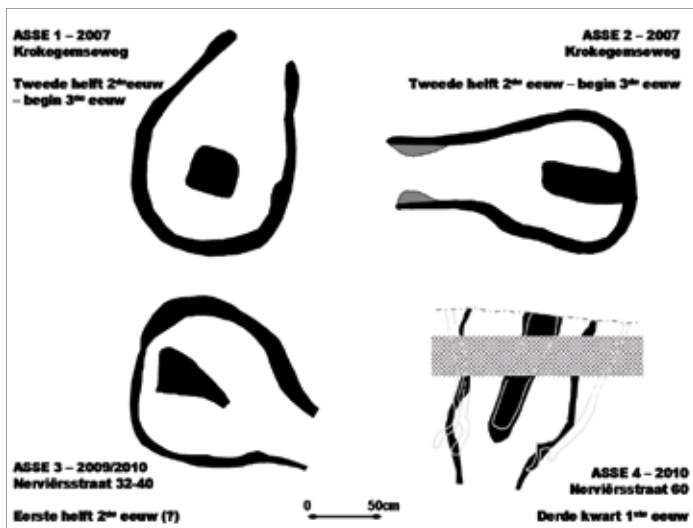 ASSE 1 – 2007
Krokegemseweg
Tweede helft 2de eeuw
– begin 3de eeuw
ASSE 2 – 2007
Krokegemseweg
Tweede helft 2de eeuw – begin 3de eeuw
ASSE 3 – 2009/2010
Nerviërsstraat 32-40
Eerste helft 2de eeuw (?)
0 50cm
ASSE 4 – 2010
Nerviërsstraat 60
Derde kwart 1ste eeuw